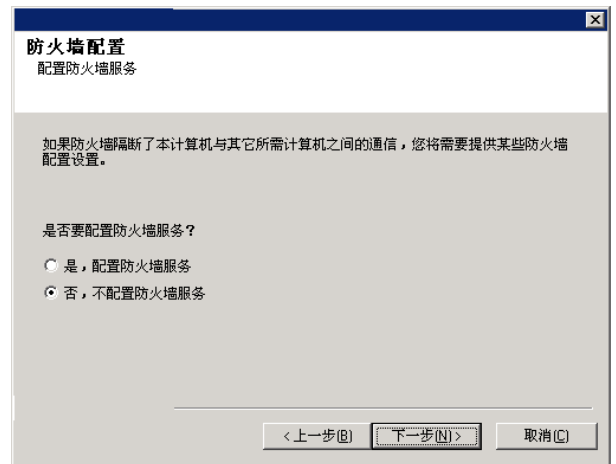 防火墙配置
配置防火墙服务
如果防火墙隔断了本计算机与其它所需计算机之间的通信，您将需要提供某些防火墙
配置设置。
是否要配置防火墙服务？
是，配置防火墙服务
否，不配置防火墙服务
<上一步(B) 下一步(N)> 取消(C)